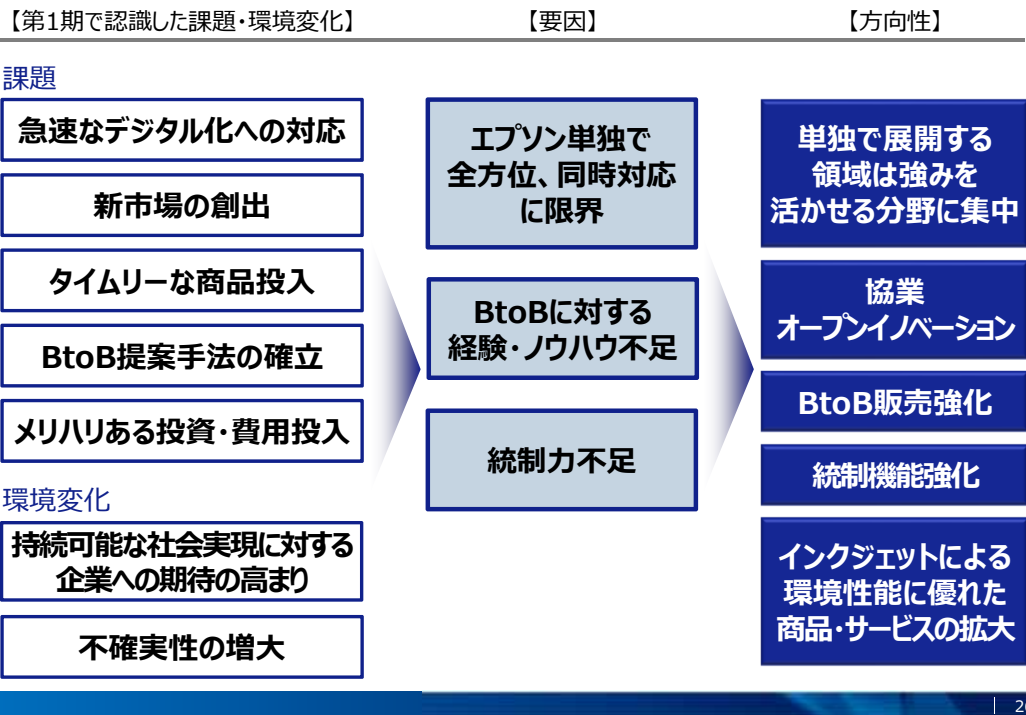 【第1期で認識した課題・環境変化】
【要因】
【方向性】
課題
急速なデジタル化への対応
新市場の創出
タイムリーな商品投入
BtoB提案手法の確立
メリハリある投資・費用投入
環境変化
持続可能な社会実現に対する
企業への期待の高まり
不確実性の増大
エプソン単独で
全方位、同時対応
に限界
BtoBに対する
経験・ノウハウ不足
統制力不足
単独で展開する
領域は強みを
活かせる分野に集中
協業
オープンイノベーション
BtoB販売強化
統制機能強化
インクジェットによる
環境性能に優れた
商品・サービスの拡大